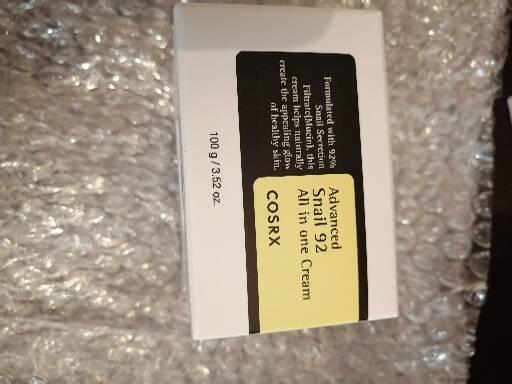 Formulated with 92%
Snail Secretion
Filtrate(Mucin), this
cream helps naturally
create the appealing glow
of healthy skin.
Advanced
Snail 92
All in one Cream
COSRX
100 g / 3.52 oz.